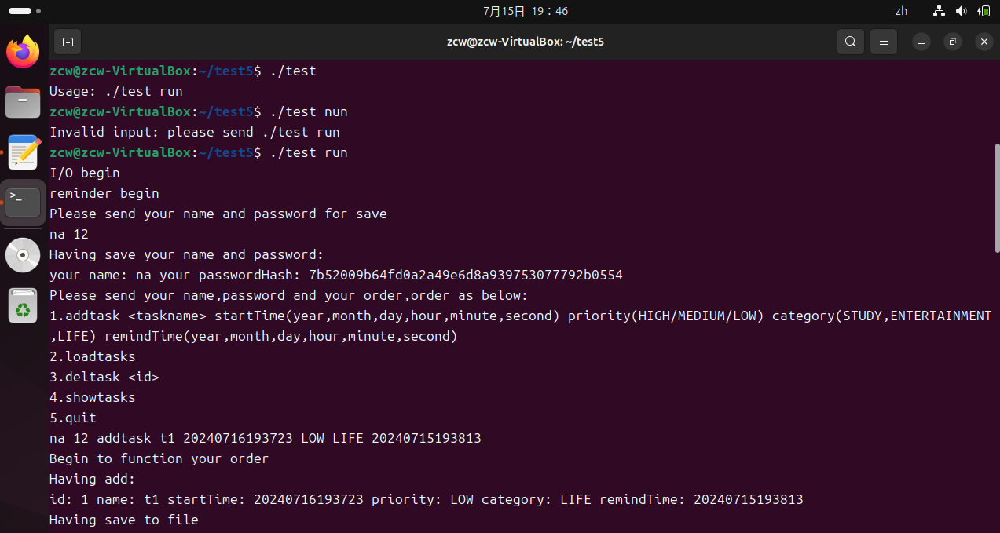 7月15日 19：46
zh
zcw@zcw-VirtualBox: ~/test5
zcw@zcw-VirtualBox:~/test5$ ./test
Usage: ./test run
zcw@zcw-VirtualBox:~/test5$ ./test nun
Invalid input: please send ./test run
zcw@zcw-VirtualBox:~/test5$ ./test run
I/O begin
reminder begin
Please send your name and password for save
na 12
Having save your name and password:
your name: na your passwordHash: 7b52009b64fd0a2a49e6d8a939753077792b0554
Please send your name,password and your order,order as below:
1.addtask <taskname> startTime(year,month,day,hour,minute,second) priority(HIGH/MEDIUM/LOW) category(STUDY,ENTERTAINMENT
,LIFE) remindTime(year,month,day,hour,minute,second)
2.loadtasks
3.deltask <id>
4.showtasks
5.quit
na 12 addtask t1 20240716193723 LOW LIFE 20240715193813
Begin to function your order
Having add:
id: 1 name: t1 startTime: 20240716193723 priority: LOW category: LIFE remindTime: 20240715193813
Having save to file